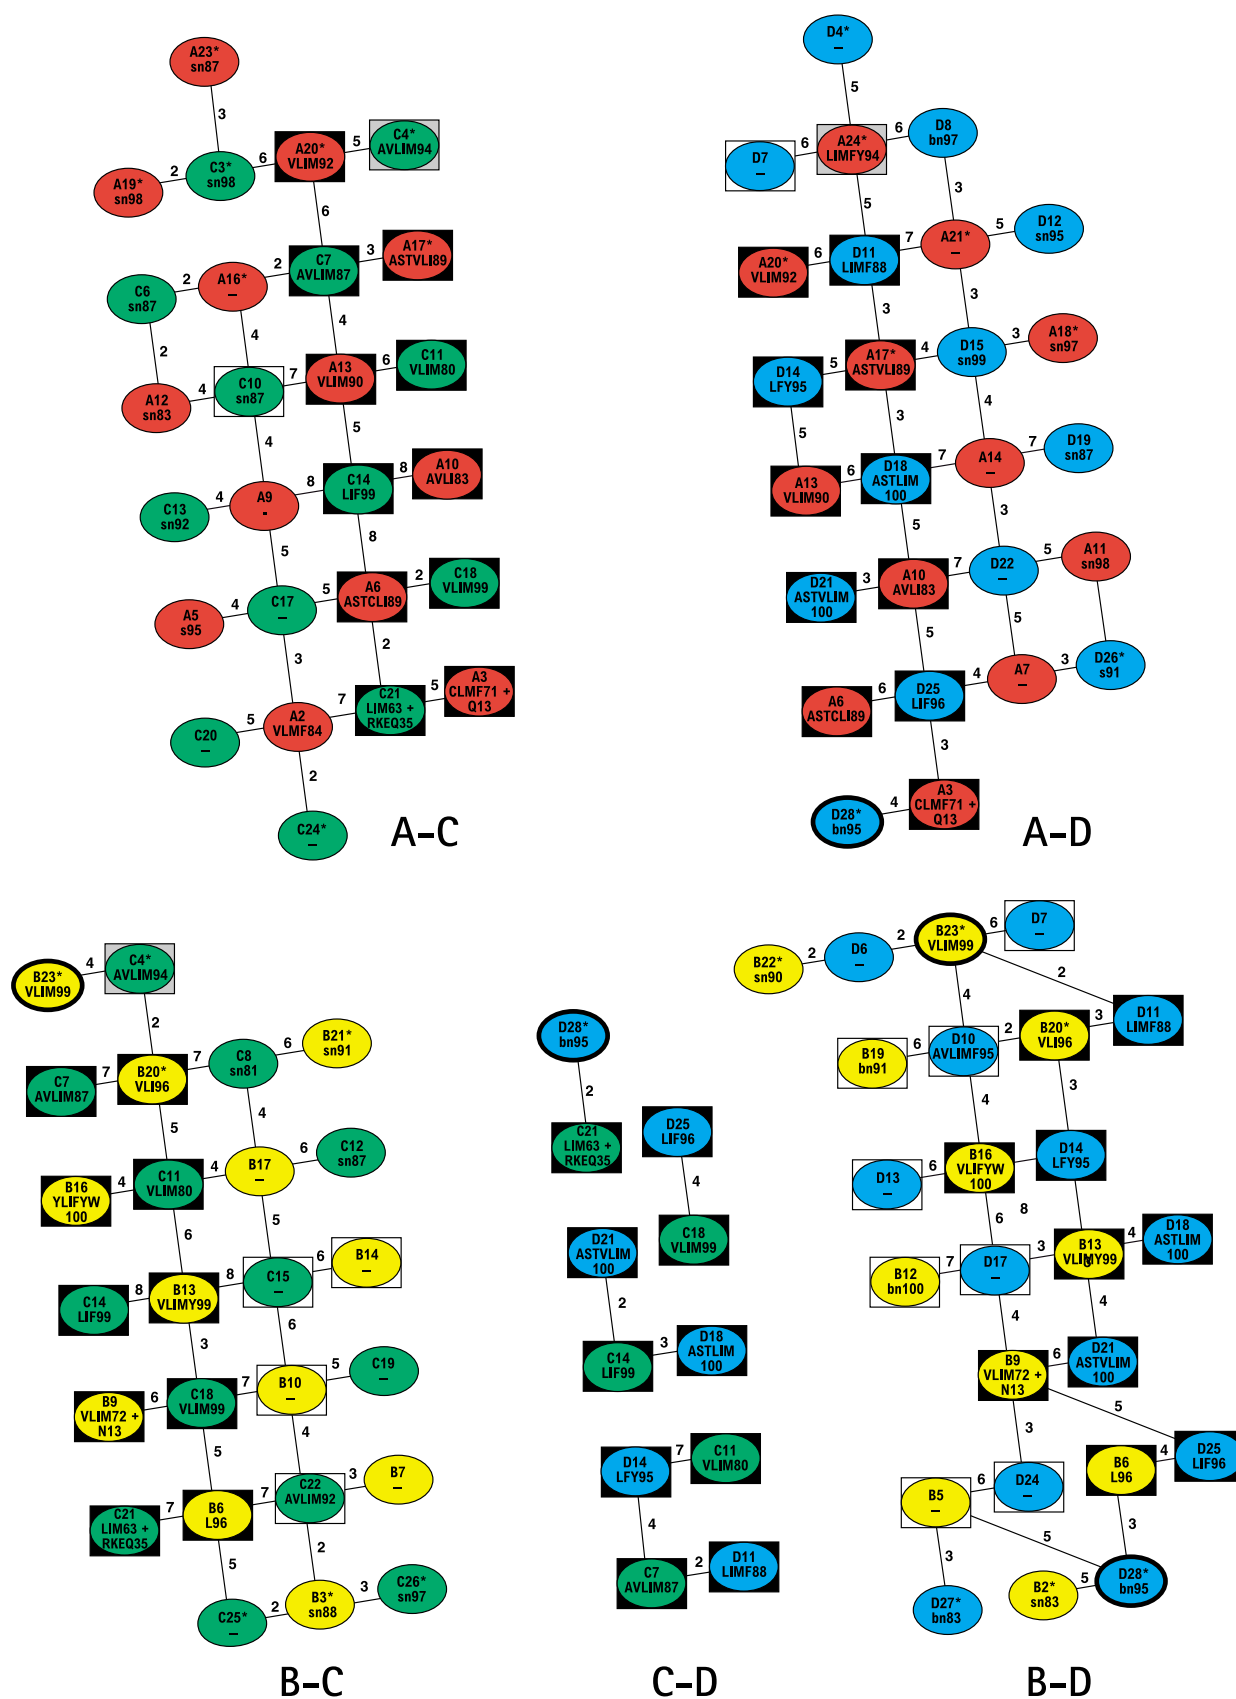 A23*
sn87
3
A20*
VLIM92
5
C4*
AVLIM94
6
C3*
sn98
2
A19*
sn98
6
C7
AVLIM87
3
A17*
ASTVLI89
2
A16*
–
2
C6
sn87
4
2
4
A13
VLIM90
6
C11
VLIM80
7
C10
sn87
4
A12
sn83
4
5
C14
LIF99
8
A10
AVLI83
8
A9
-
4
C13
sn92
5
8
A6
ASTCLI89
2
C18
VLIM99
5
C17
–
4
A5
s95
3
2
C21
LIM63 +
RKEQ35
5
A3
CLMF71 +
Q13
7
A2
VLMF84
5
C20
–
2
C24*
–
A-C
D4*
–
5
A24*
LIMFY94
6
D8
bn97
6
D7
–
5
3
A21*
–
5
D12
sn95
7
D11
LIMF88
6
A20*
VLIM92
3
3
D15
sn99
3
A18*
sn97
4
A17*
ASTVLI89
5
D14
LFY95
5
3
4
A14
–
7
D19
sn87
7
D18
ASTLIM
100
6
A13
VLIM90
5
3
D22
–
5
A11
sn98
7
A10
AVLI83
3
D21
ASTVLIM
100
5
5
A7
–
3
D26*
s91
4
D25
LIF96
6
A6
ASTCLI89
3
A3
CLMF71 +
Q13
4
D28*
bn95
A-D
B23*
VLIM99
4
C4*
AVLIM94
2
B20*
VLI96
7
C8
sn81
6
B21*
sn91
7
C7
AVLIM87
5
4
C11
VLIM80
4
B17
–
6
C12
sn87
4
B16
YLIFYW
100
6
5
B13
VLIMY99
8
C15
–
6
B14
–
8
C14
LIF99
3
6
C18
VLIM99
7
B10
–
5
C19
–
6
B9
VLIM72 +
N13
5
4
B6
L96
7
C22
AVLIM92
3
B7
–
7
C21
LIM63 +
RKEQ35
5
2
C25*
–
2
B3*
sn88
3
C26*
sn97
B-C
D28*
bn95
2
C21
LIM63 +
RKEQ35
D25
LIF96
4
C18
VLIM99
D21
ASTVLIM
100
2
C14
LIF99
3
D18
ASTLIM
100
D14
LFY95
7
C11
VLIM80
4
C7
AVLIM87
2
D11
LIMF88
C-D
B22*
sn90
2
D6
–
2
B23*
VLIM99
6
D7
–
4
2
B19
bn91
6
D10
AVLIMF95
2
B20*
VLI96
3
D11
LIMF88
4
3
D13
–
6
B16
VLIFYW
100
D14
LFY95
6
8
B12
bn100
7
D17
–
3
B13
VLIMY99
3
4
D18
ASTLIM
100
4
4
B9
VLIM72 +
N13
6
D21
ASTVLIM
100
3
5
B5
–
6
D24
–
B6
L96
4
D25
LIF96
3
5
3
D27*
bn83
B2*
sn83
5
D28*
bn95
B-D